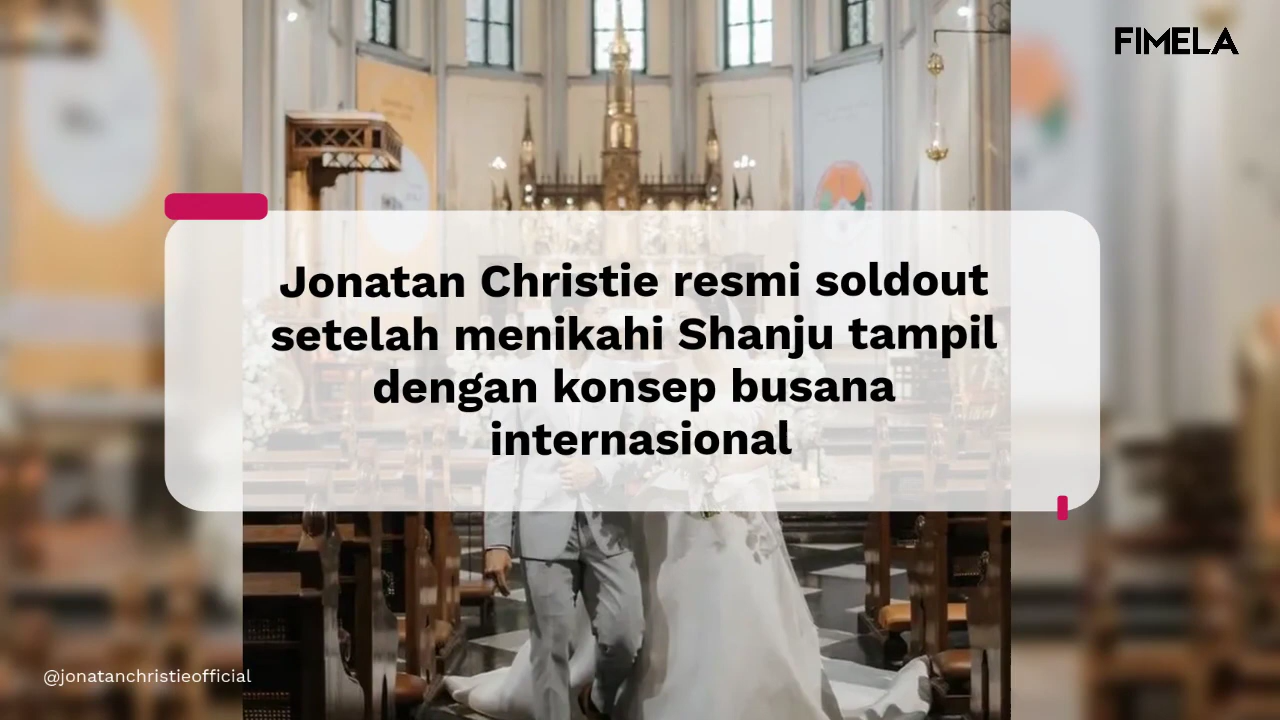 FIMELA
Jonatan Christie resmi soldout
setelah menikahi Shanju tampil
dengan konsep busana
internasional
@jonatanchristieofficial